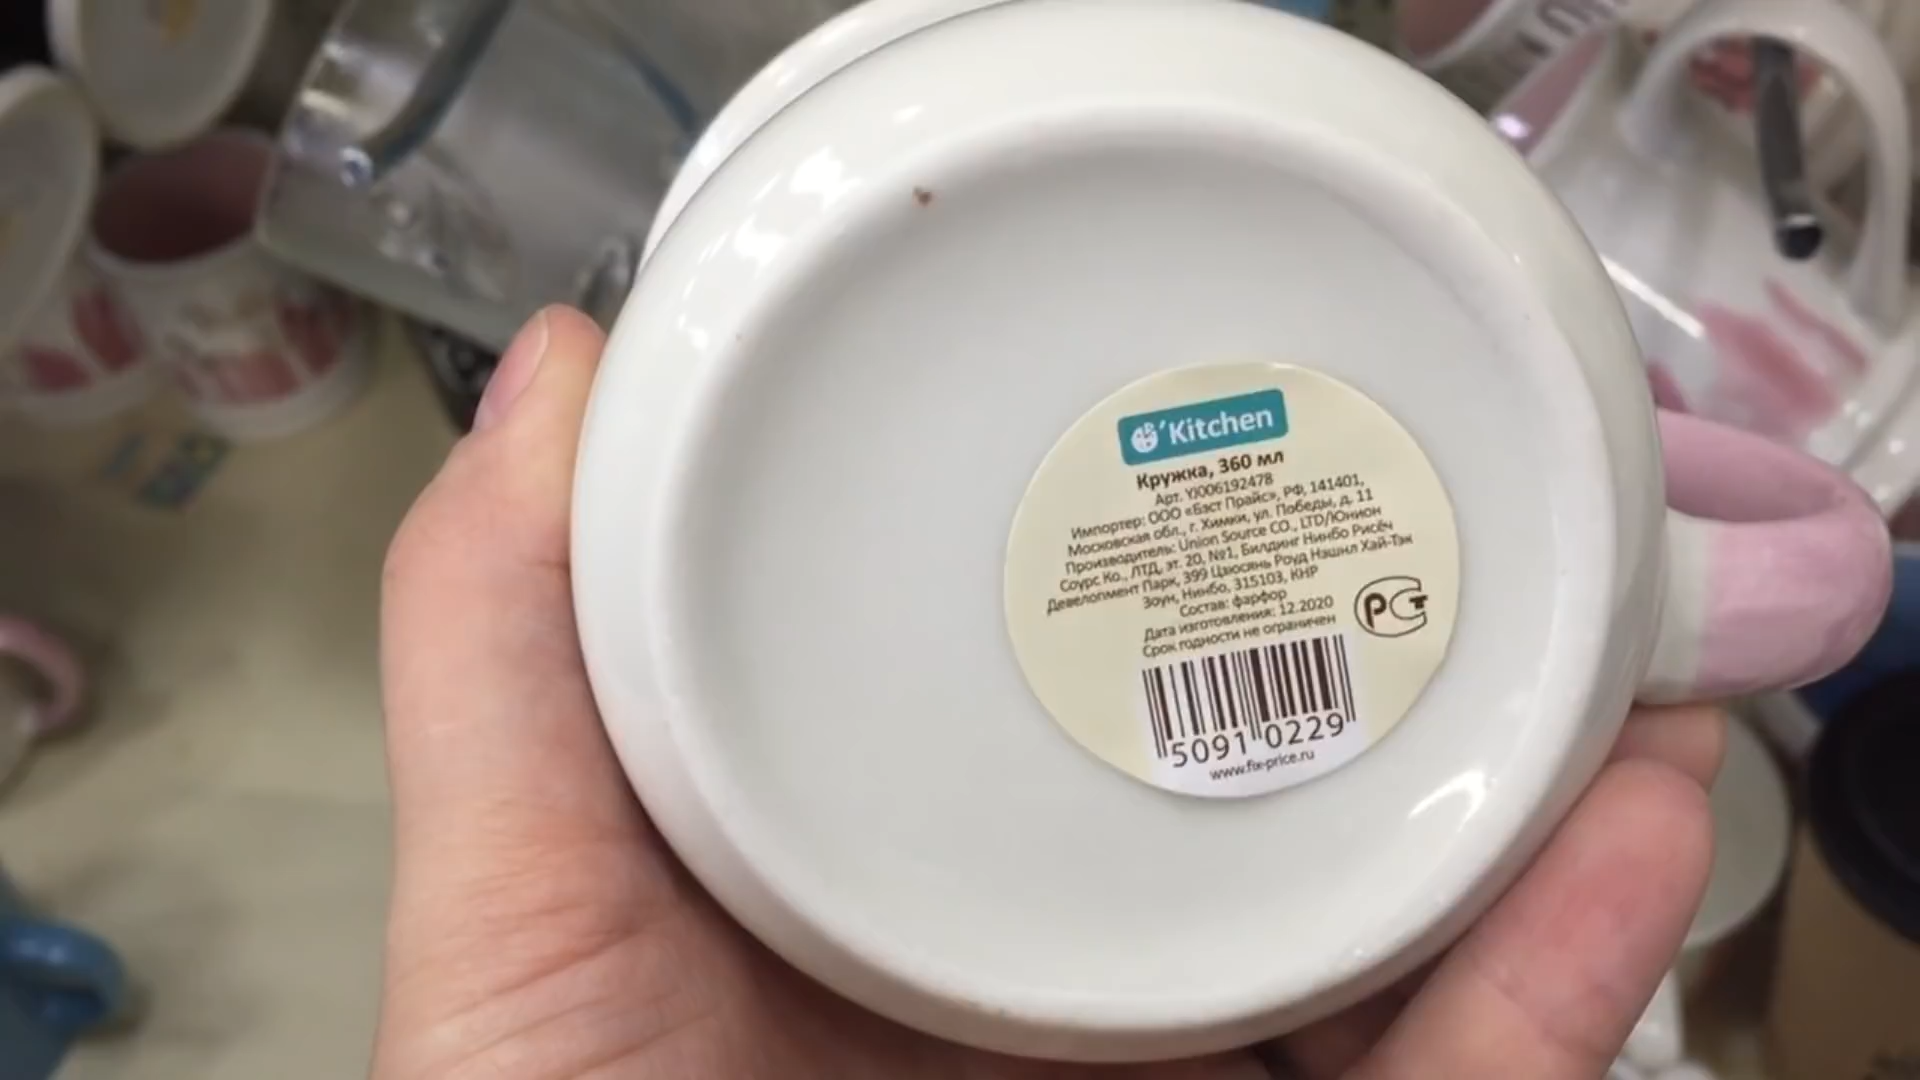 'Kitchen
Кружка, 360 мл
Арт. YJ006192478
Импортер: ООО «Бэст Прайс», РФ, 141401,
Московская обл., г. Химки, ул. Победы, д. 11
Производитель: Union Source CO., LTD/Юнион
Соурс Ко., ЛТД, эт. 20, №1, Билдинг Нинбо Рисёч
Девелопмент Парк, 399 Цзюсянь Роуд Нэшнл Хай-Тэк
Зоун, Нинбо, 315103, КНР
Состав: фарфор
Дата изготовления: 12.2020
Срок годности не ограничен
РСТ
5091 0229
www.fix-price.ru